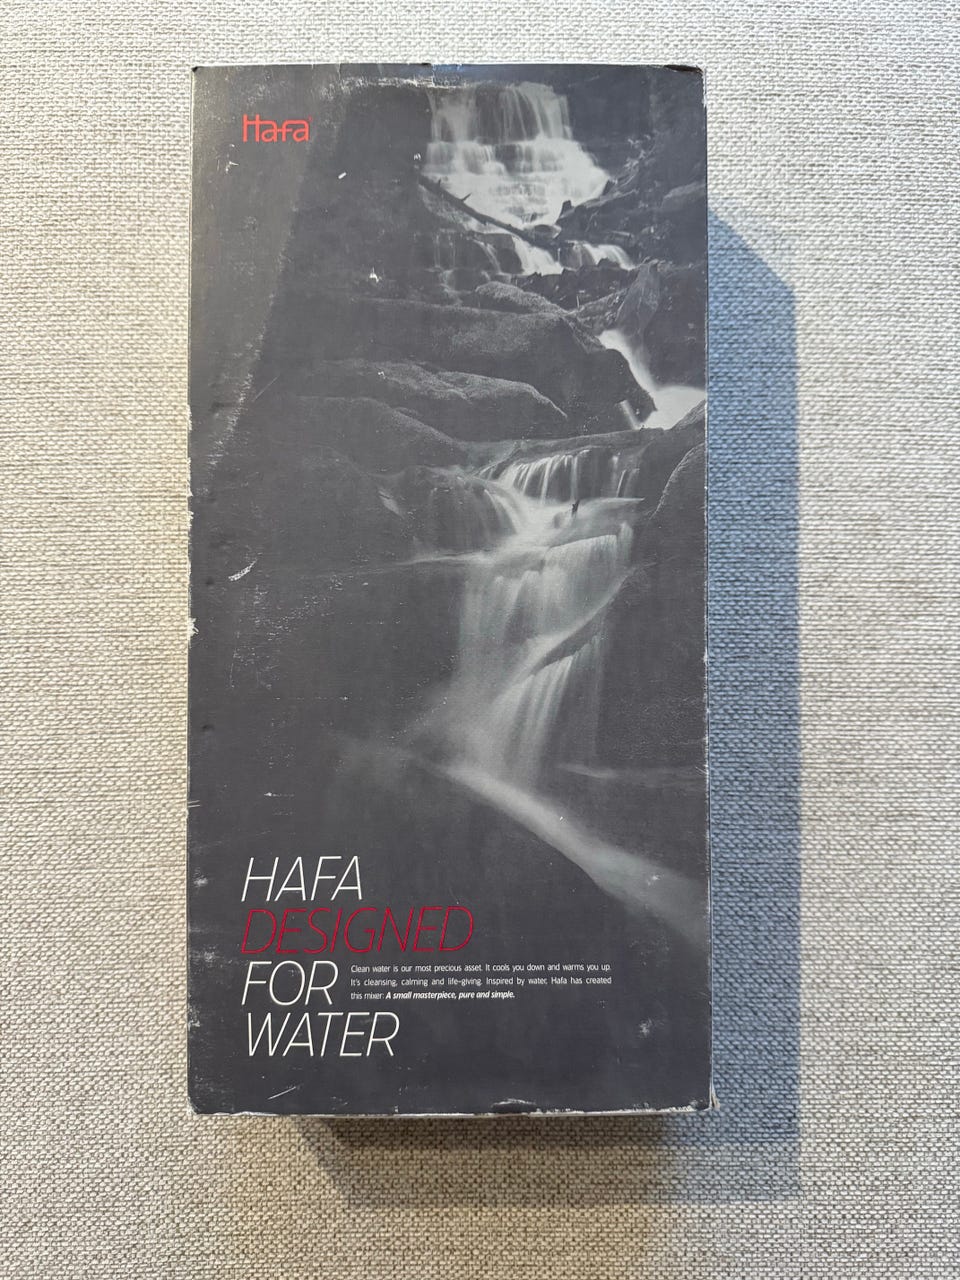 Hafa
HAFA
DESIGNED
FOR
WATER
Clean water is our most precious asset. It cools you down and warms you up.
It's cleansing, calming and life-giving. Inspired by water, Hafa has created
this mixer: A small masterpiece, pure and simple.